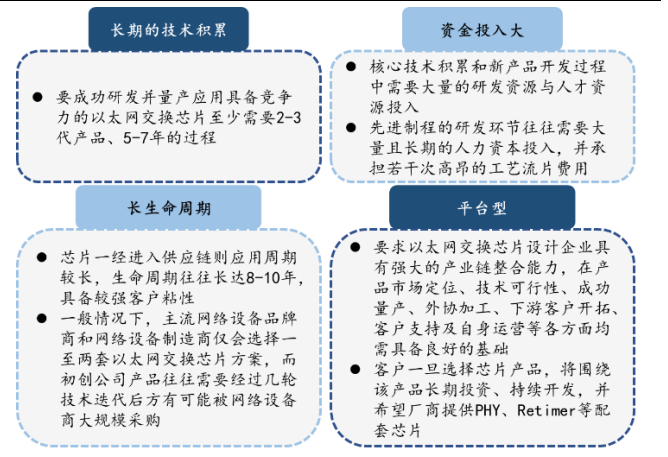 长期的技术积累
● 要成功研发并量产应用具备竞争
力的以太网交换芯片至少需要2-3
代产品、5-7年的过程
资金投入大
● 核心技术积累和新产品开发过程
中需要大量的研发资源与人才资
源投入
● 先进制程的研发环节往往需要大
量且长期的人力资本投入，并承
担若干次高昂的工艺流片费用
长生命周期
● 芯片一经进入供应链则应用周期
较长，生命周期往往长达8-10年，
具备较强客户粘性
● 一般情况下，主流网络设备品牌
商和网络设备制造商仅会选择一
至两套以太网交换芯片方案，而
初创公司产品往往需要经过几轮
技术迭代后方有可能被网络设备
商大规模采购
平台型
● 要求以太网交换芯片设计企业具
有强大的产业链整合能力，在产
品市场定位、技术可行性、成功
量产、外协加工、下游客户开拓、
客户支持及自身运营等各方面均
需具备良好的基础
● 客户一旦选择芯片产品，将围绕
该产品长期投资、持续开发，并
希望厂商提供PHY、Retimer等配
套芯片